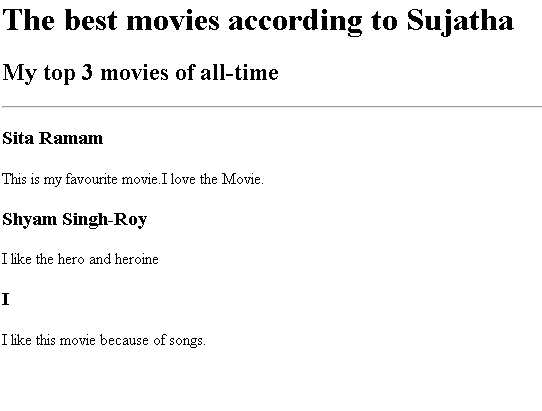 The best movies according to Sujatha
My top 3 movies of all-time
Sita Ramam
This is my favourite movie.I love the Movie.
Shyam Singh-Roy
I like the hero and heroine
I
I like this movie because of songs.